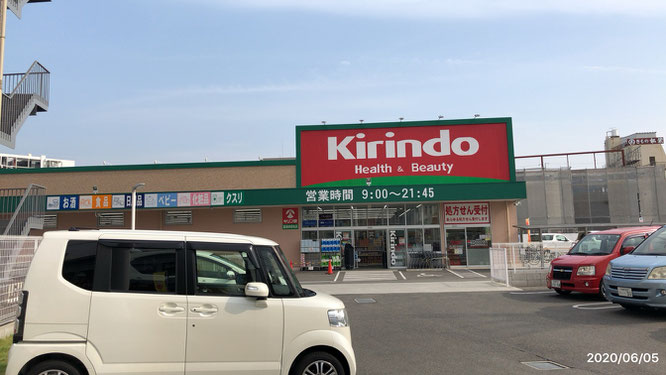 Kirindo
Health & Beauty
営業時間 9:00〜21:45
お酒 食品 日用品 ベビー 化粧品 クスリ
処方せん受付
Kirindo
2020/06/05